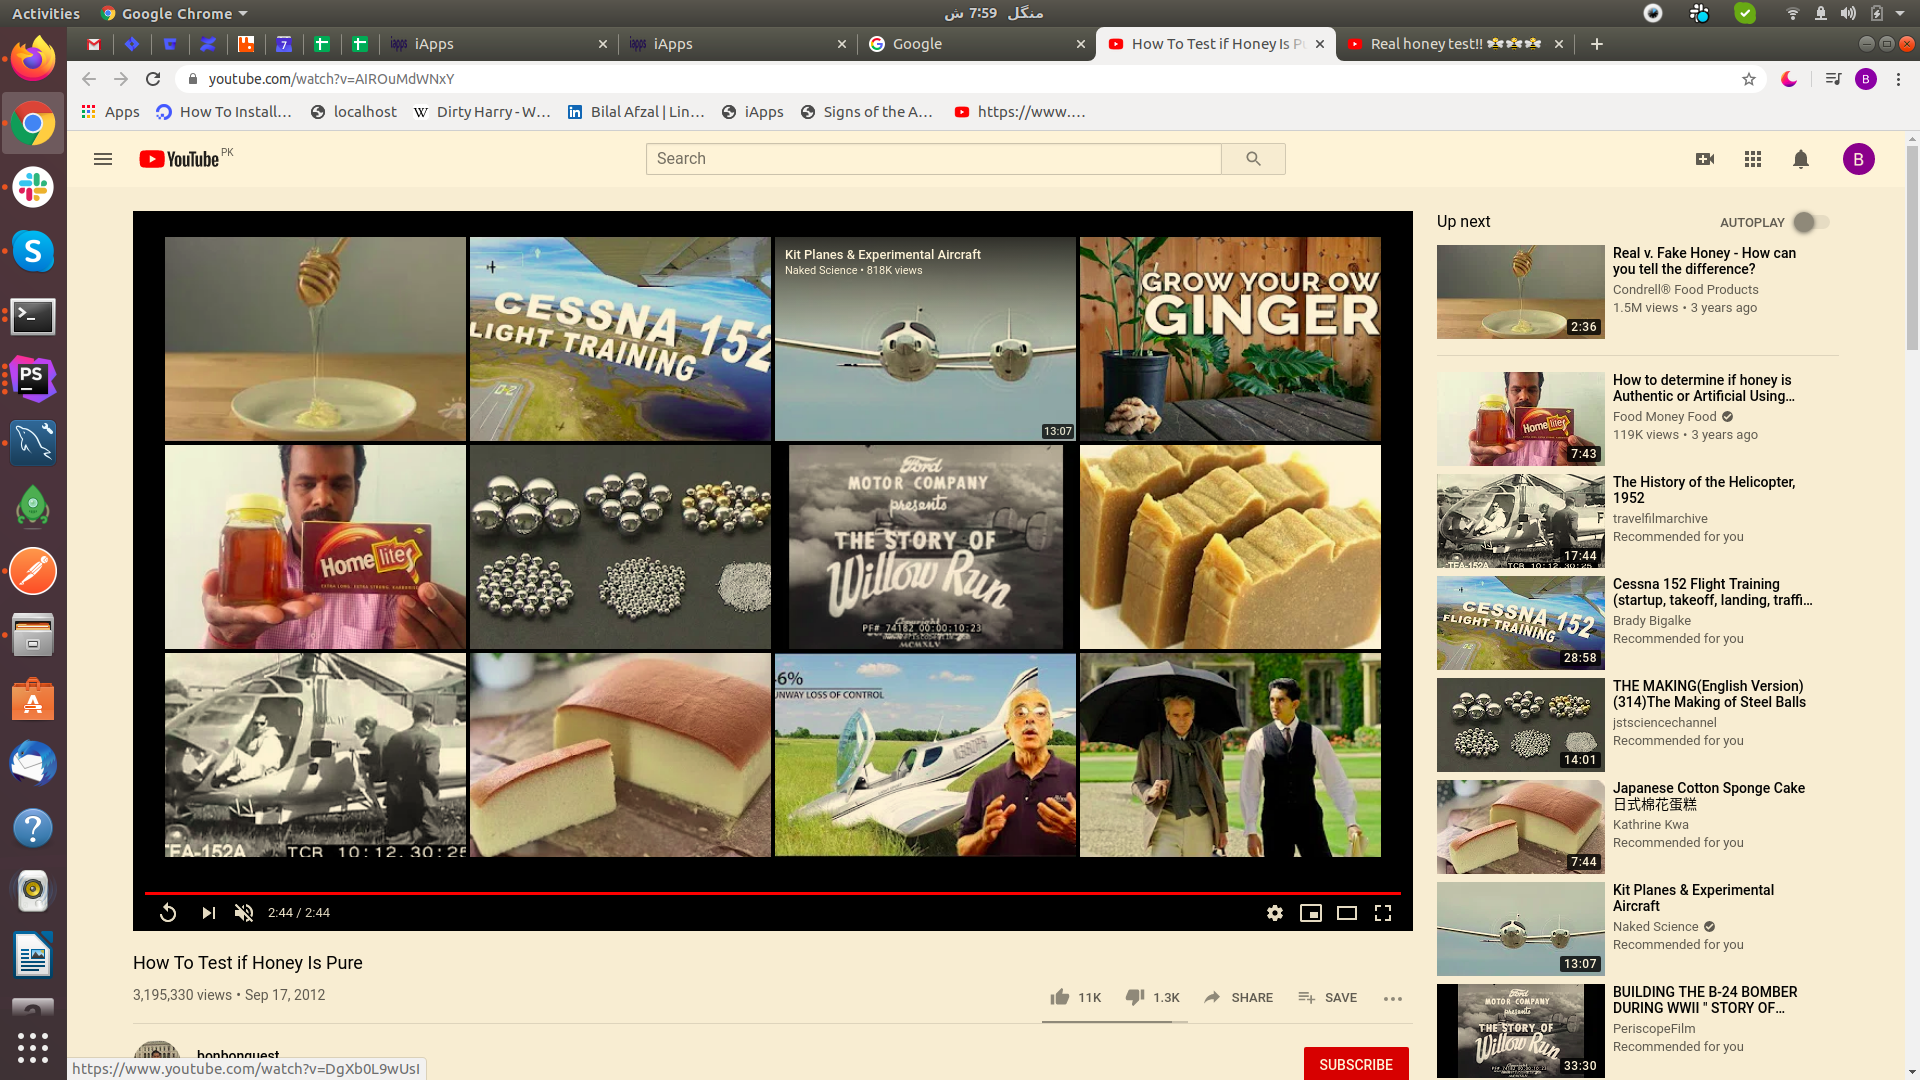 Activities
Google Chrome
منگل 7:59 ش
iApps
iApps
Google
How To Test if Honey Is P
Real honey test!! 🐝🐝🐝
youtube.com/watch?v=AIROuMdWNxY
Apps
How To Install...
localhost
Dirty Harry - W...
Bilal Afzal | Lin...
iApps
Signs of the A...
https://www....
YouTube PK
Search
B
Kit Planes & Experimental Aircraft
Naked Science • 818K views
13:07
CESSNA 152
LIGHT TRAINING
GROW YOUR OW
GINGER
Homelites
Ford
MOTOR COMPANY
presents
THE STORY OF
Willow Run
PF# 74182 00:00:10:23
Copyright
MCMXLV
TEA-152A
TCR 10:12.30:25
46%
UNWAY LOSS OF CONTROL
2:44 / 2:44
How To Test if Honey Is Pure
3,195,330 views • Sep 17, 2012
11K
1.3K
SHARE
SAVE
bonbonquest
SUBSCRIBE
https://www.youtube.com/watch?v=DgXb0L9wUsI
Up next
AUTOPLAY
Real v. Fake Honey - How can
you tell the difference?
Condrell® Food Products
1.5M views • 3 years ago
2:36
How to determine if honey is
Authentic or Artificial Using...
Food Money Food
119K views • 3 years ago
7:43
The History of the Helicopter,
1952
travelfilmarchive
Recommended for you
17:44
Cessna 152 Flight Training
(startup, takeoff, landing, traffi...
Brady Bigalke
Recommended for you
28:58
THE MAKING(English Version)
(314)The Making of Steel Balls
jstsciencechannel
Recommended for you
14:01
Japanese Cotton Sponge Cake
日式棉花蛋糕
Kathrine Kwa
Recommended for you
7:44
Kit Planes & Experimental
Aircraft
Naked Science
Recommended for you
13:07
BUILDING THE B-24 BOMBER
DURING WWII " STORY OF...
PeriscopeFilm
Recommended for you
33:30